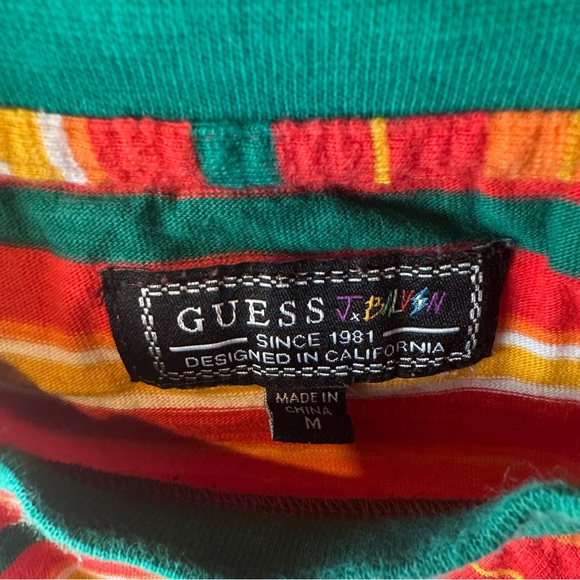 GUESS J.BALVIN
SINCE 1981
DESIGNED IN CALIFORNIA
MADE IN
CHINA
M